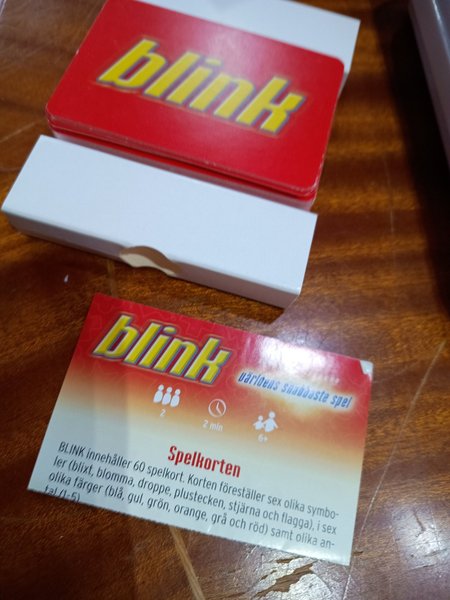 blink
blink
världens snabbaste spel
2
2 min
6+
Spelkorten
BLINK innehåller 60 spelkort. Korten föreställer sex olika symbo-
ler (blixt, blomma, droppe, plustecken, stjärna och flagga), i sex
olika färger (blå, gul, grön, orange, grå och röd) samt olika an-
tal (1-5)